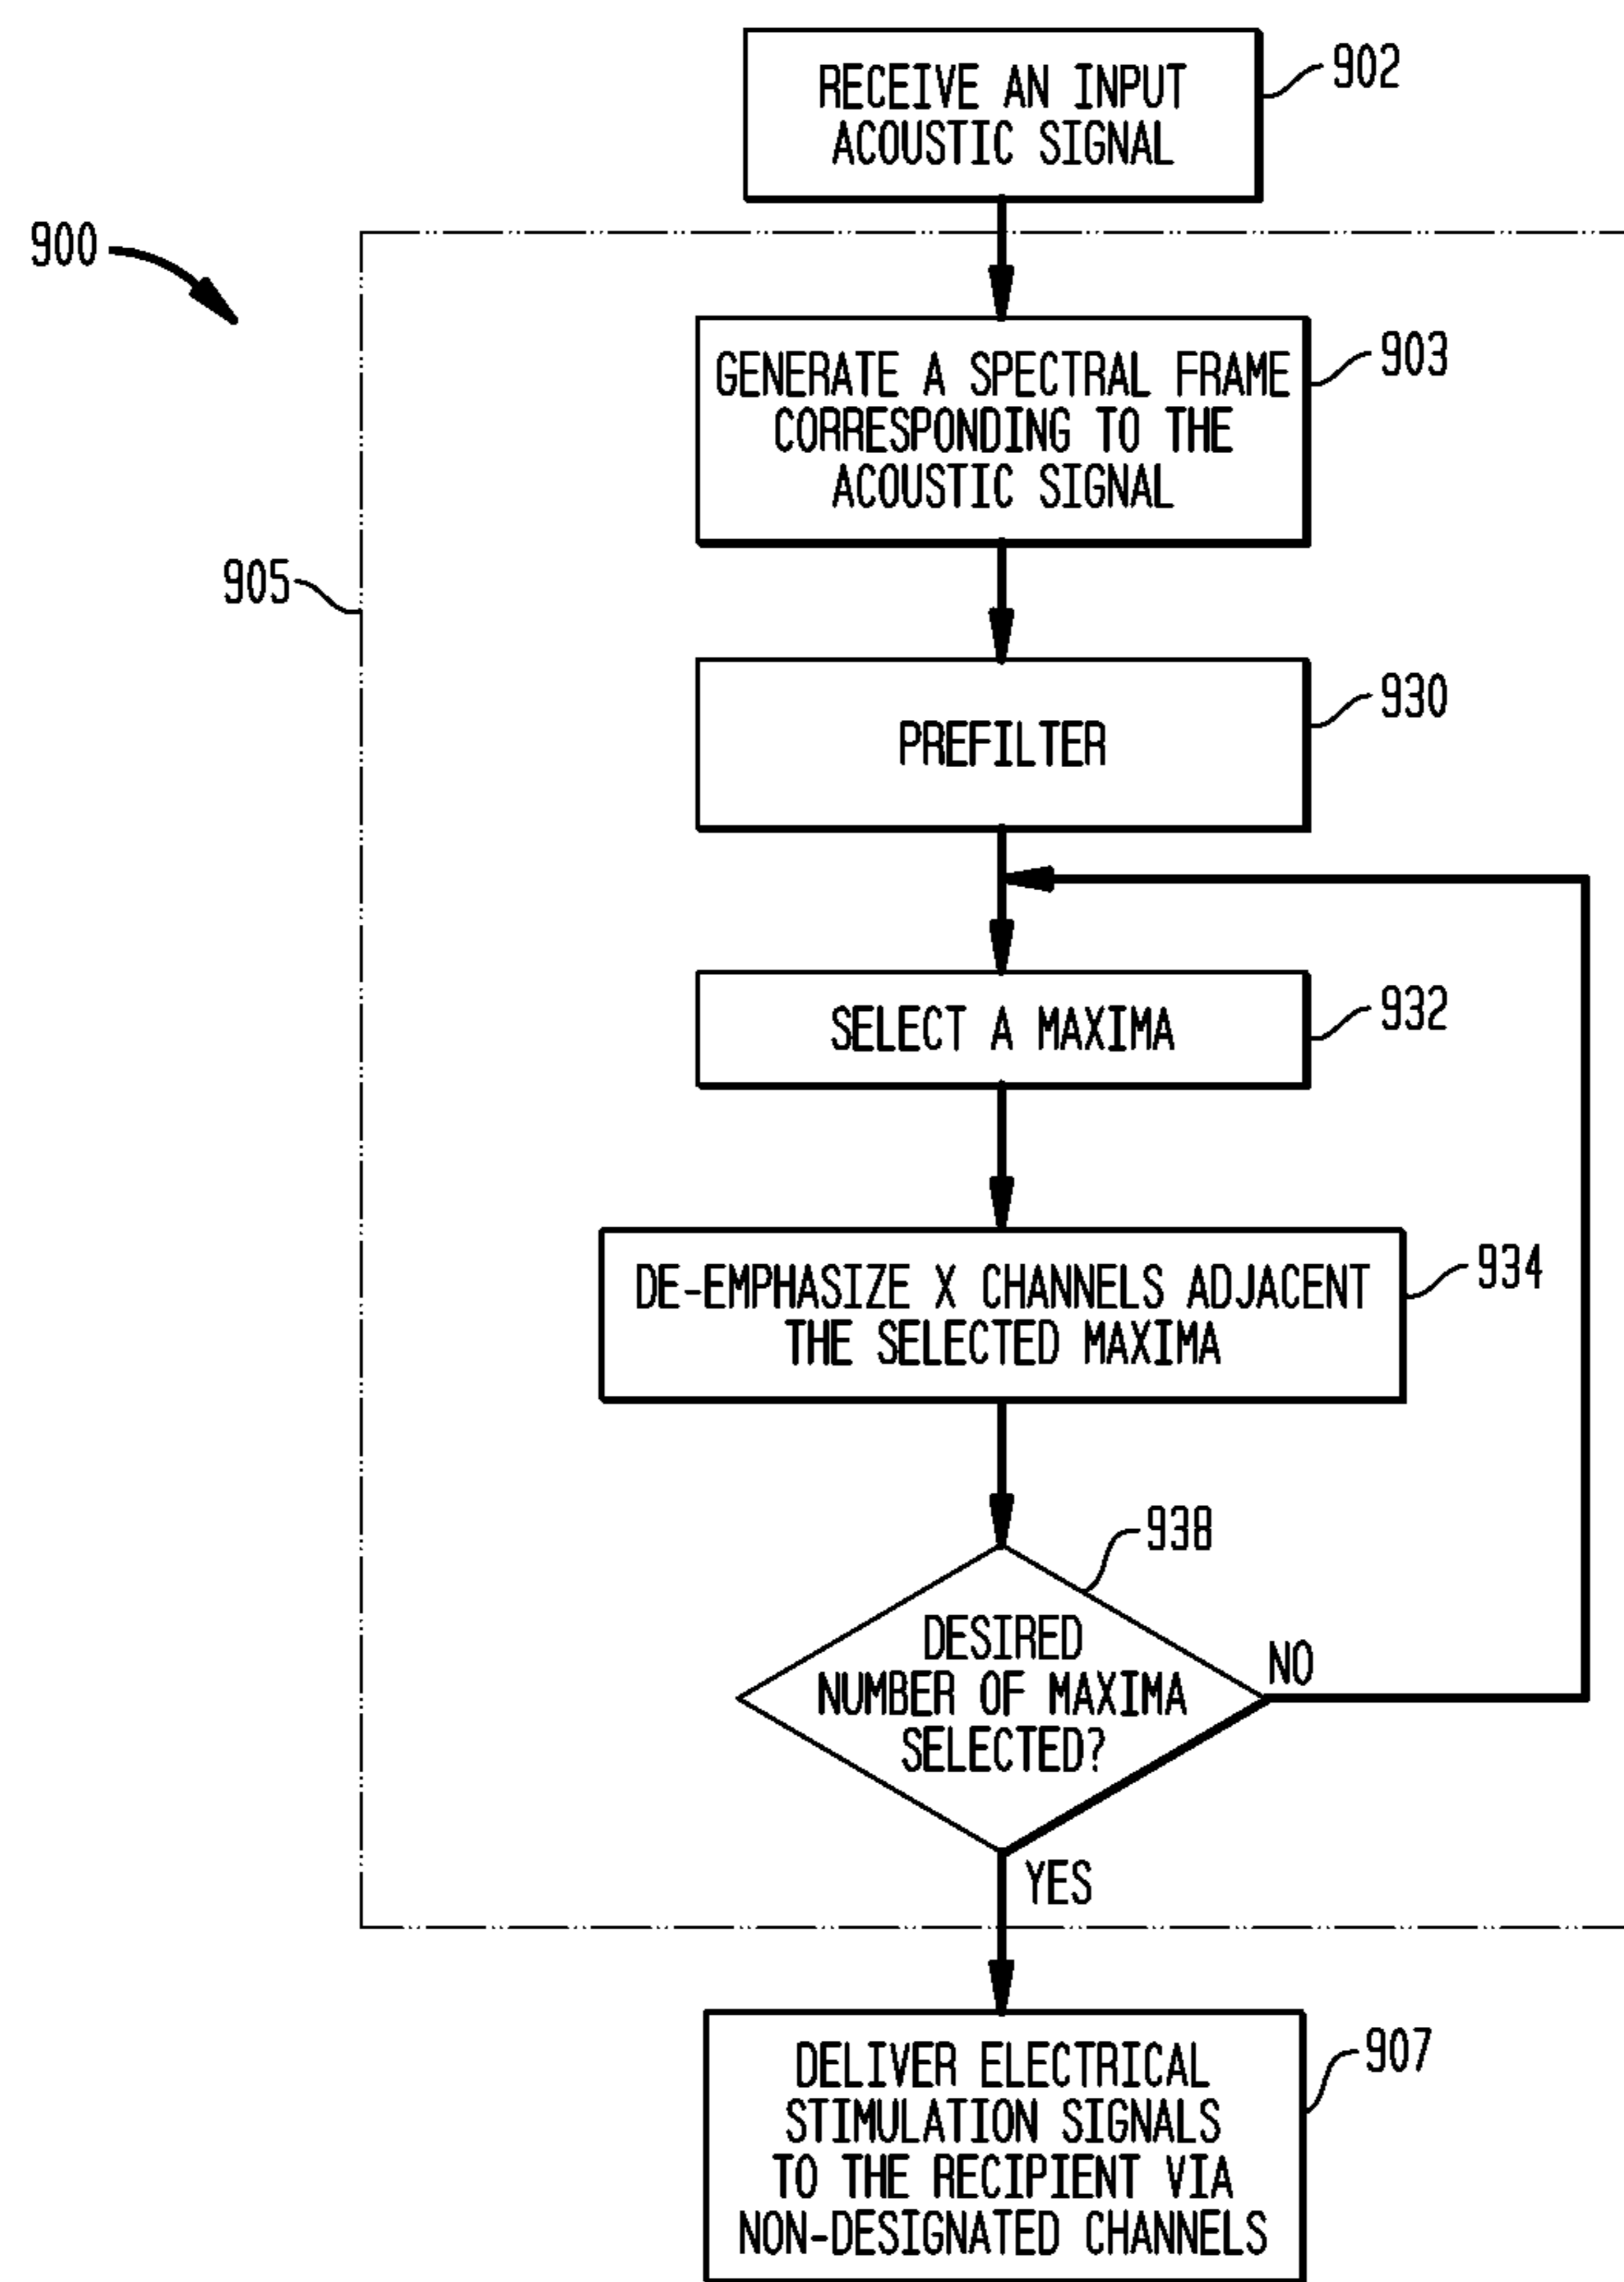 RECEIVE AN INPUT
ACOUSTIC SIGNAL
902
900
GENERATE A SPECTRAL FRAME
CORRESPONDING TO THE
ACOUSTIC SIGNAL
903
905
PREFILTER
930
SELECT A MAXIMA
932
DE-EMPHASIZE X CHANNELS ADJACENT
THE SELECTED MAXIMA
934
938
DESIRED
NUMBER OF MAXIMA
SELECTED?
NO
YES
DELIVER ELECTRICAL
STIMULATION SIGNALS
TO THE RECIPIENT VIA
NON-DESIGNATED CHANNELS
907